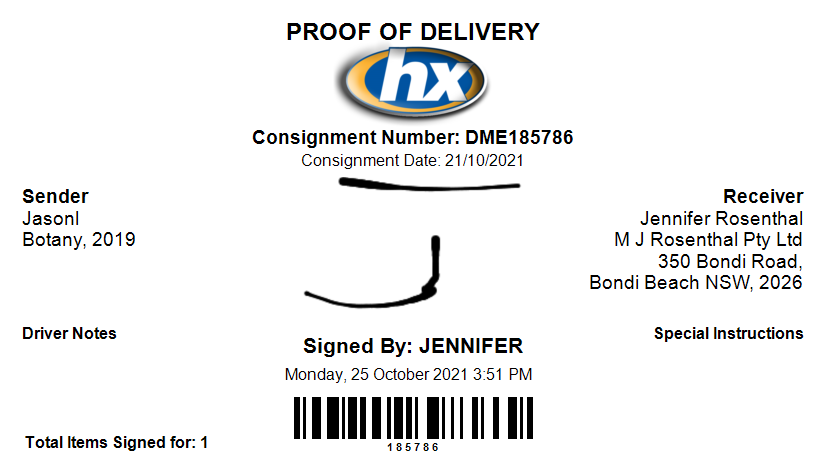 PROOF OF DELIVERY
hx
Consignment Number: DME185786
Consignment Date: 21/10/2021
Sender
Jasonl
Botany, 2019
Receiver
Jennifer Rosenthal
M J Rosenthal Pty Ltd
350 Bondi Road,
Bondi Beach NSW, 2026
Driver Notes
Special Instructions
Signed By: JENNIFER
Monday, 25 October 2021 3:51 PM
185786
Total Items Signed for: 1